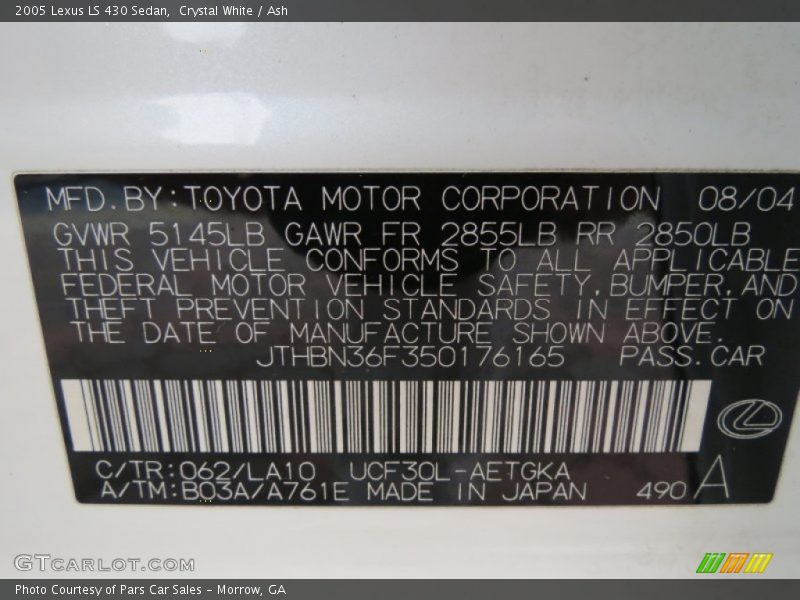 2005 Lexus LS 430 Sedan,  Crystal White / Ash
MFD. BY: TOYOTA MOTOR CORPORATION 08/04
GVWR 5145LB GAWR FR 2855LB RR 2850LB
THIS VEHICLE CONFORMS TO ALL APPLICABLE
FEDERAL MOTOR VEHICLE SAFETY, BUMPER, AND
THEFT PREVENTION STANDARDS IN EFFECT ON
THE DATE OF MANUFACTURE SHOWN ABOVE.
JTHBN36F350176165 PASS. CAR
C/TR: 062/LA10 UCF30L-AETGKA
A/TM: B03A/A761E MADE IN JAPAN 490 A
GTCARLOT.COM
Photo Courtesy of Pars Car Sales - Morrow, GA